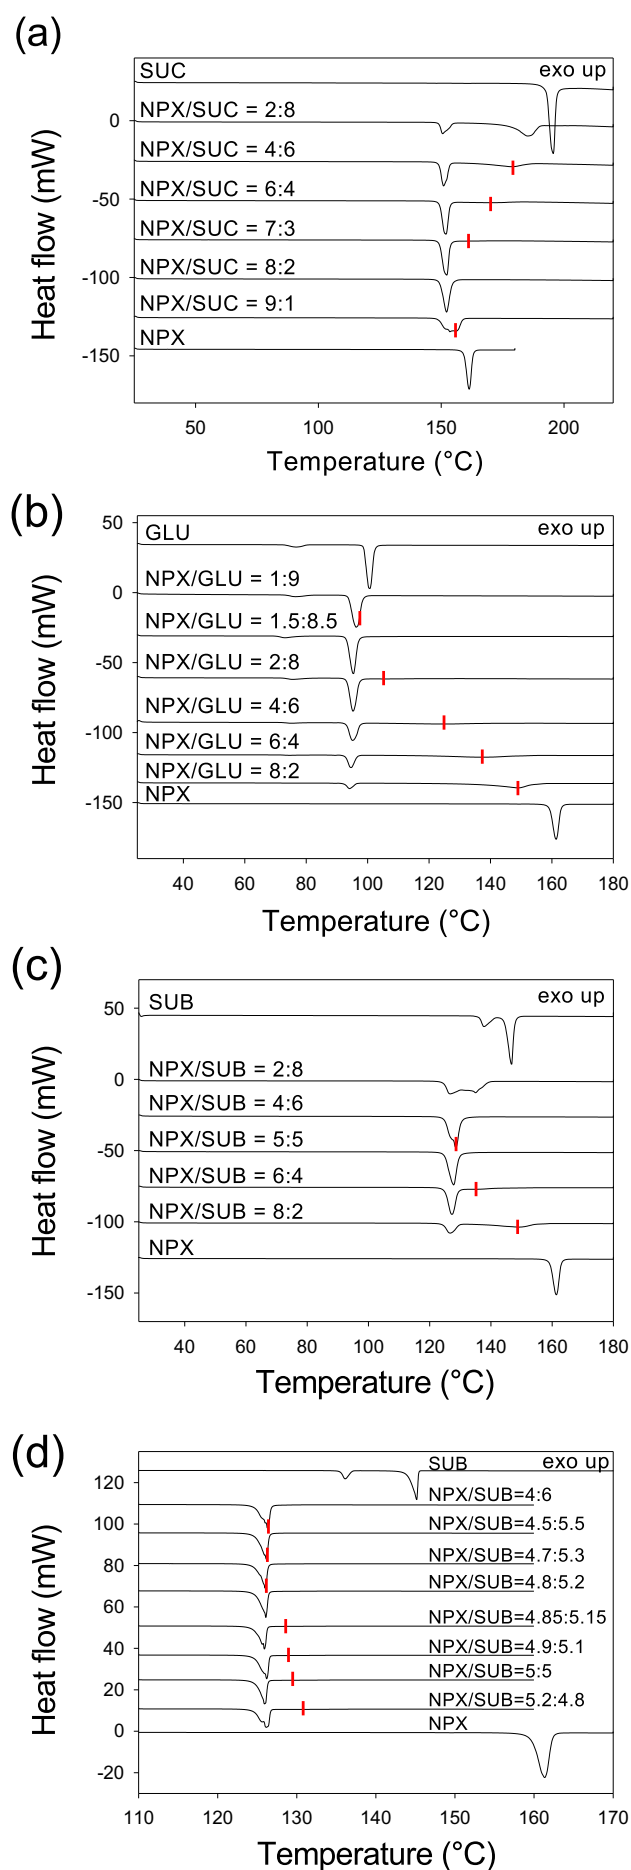 (a)
SUC exo up
NPX/SUC = 2:8
0
NPX/SUC = 4:6
NPX/SUC = 6:4
-50
NPX/SUC = 7:3
NPX/SUC = 8:2
-100
NPX/SUC = 9:1
NPX
-150
Heat flow (mW)
50 100 150 200
Temperature (°C)
(b)
50
GLU exo up
NPX/GLU = 1:9
0
NPX/GLU = 1.5:8.5
NPX/GLU = 2:8
-50
NPX/GLU = 4:6
-100
NPX/GLU = 6:4
NPX/GLU = 8:2
NPX
-150
Heat flow (mW)
40 60 80 100 120 140 160 180
Temperature (°C)
(c)
SUB exo up
50
NPX/SUB = 2:8
0
NPX/SUB = 4:6
NPX/SUB = 5:5
-50
NPX/SUB = 6:4
NPX/SUB = 8:2
-100
NPX
-150
Heat flow (mW)
40 60 80 100 120 140 160 180
Temperature (°C)
(d)
SUB exo up
120
NPX/SUB=4:6
100
NPX/SUB=4.5:5.5
NPX/SUB=4.7:5.3
80
NPX/SUB=4.8:5.2
60
NPX/SUB=4.85:5.15
40
NPX/SUB=4.9:5.1
NPX/SUB=5:5
20
NPX/SUB=5.2:4.8
NPX
0
-20
Heat flow (mW)
110 120 130 140 150 160 170
Temperature (°C)